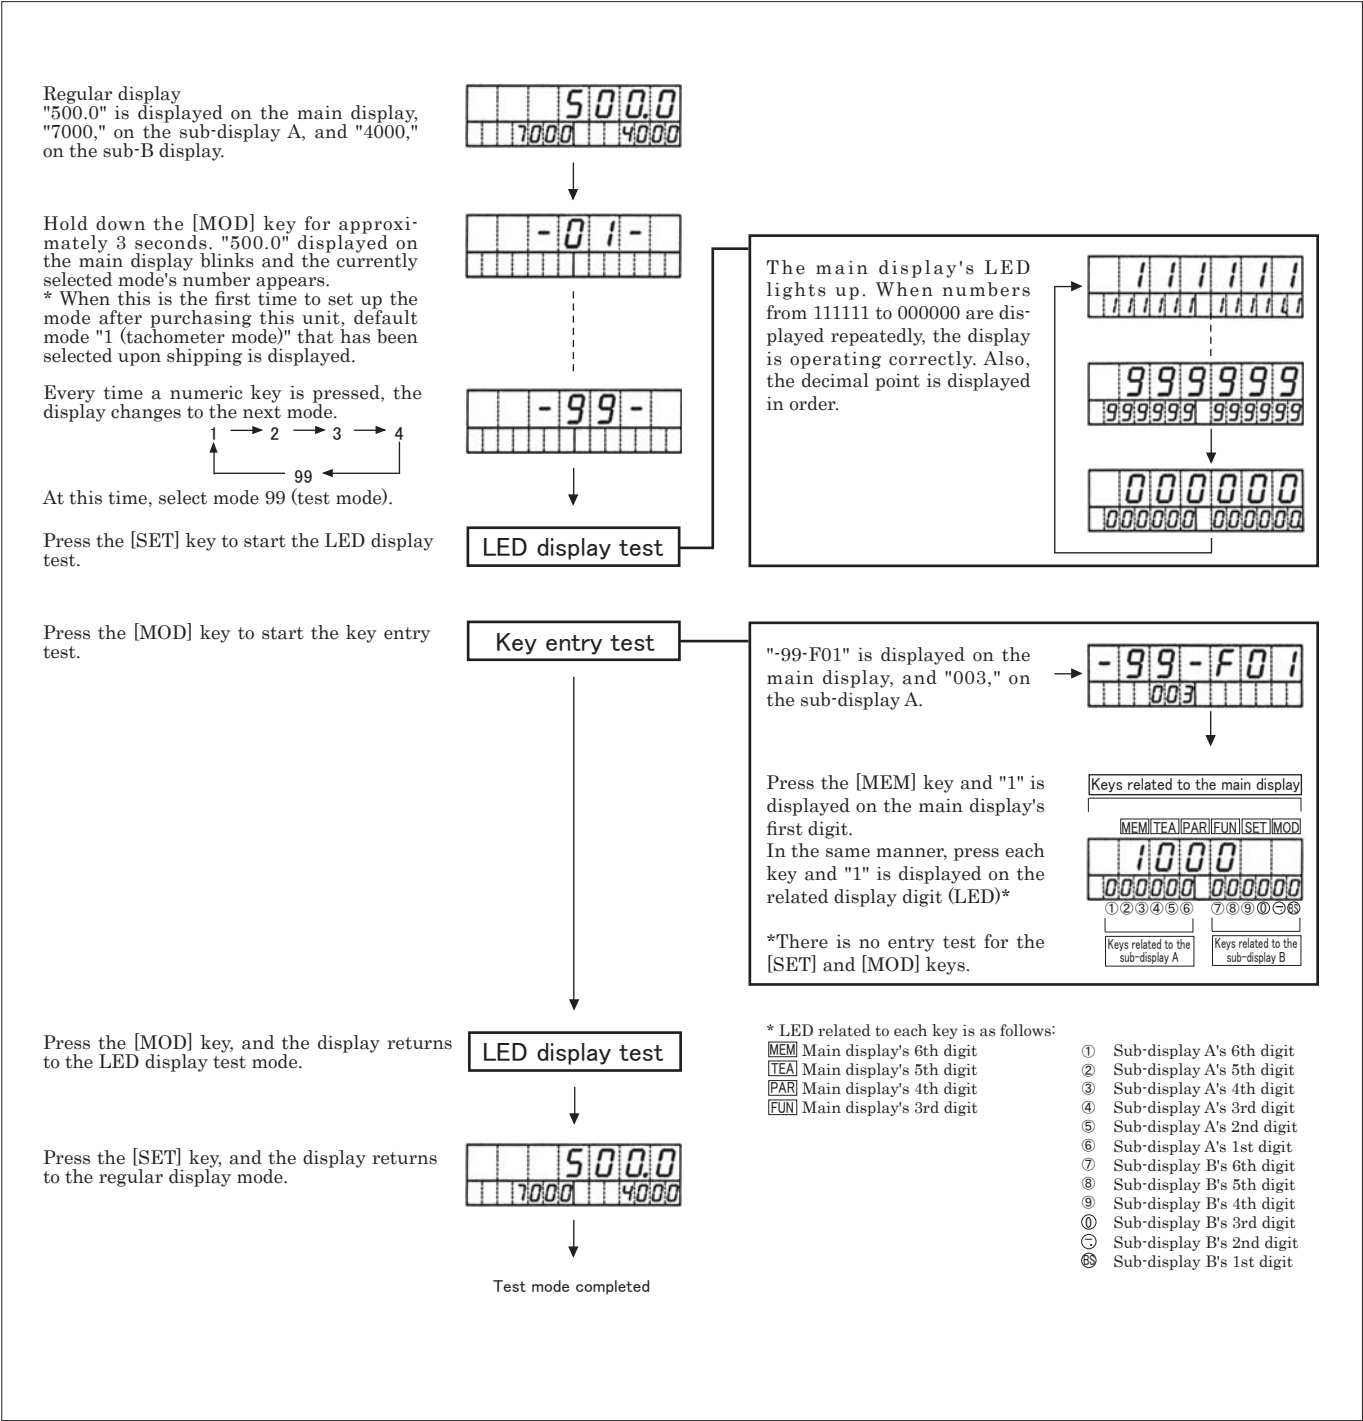 Regular display
"500.0" is displayed on the main display,
"7000," on the sub-display A, and "4000,"
on the sub-B display.
500.0
7000 4000
Hold down the [MOD] key for approxi-
mately 3 seconds. "500.0" displayed on
the main display blinks and the currently
selected mode's number appears.
* When this is the first time to set up the
mode after purchasing this unit, default
mode "1 (tachometer mode)" that has been
selected upon shipping is displayed.
-01-
Every time a numeric key is pressed, the
display changes to the next mode.
1 2 3 4
99
At this time, select mode 99 (test mode).
-99-
Press the [SET] key to start the LED display
test.
LED display test
The main display's LED
lights up. When numbers
from 111111 to 000000 are dis-
played repeatedly, the display
is operating correctly. Also,
the decimal point is displayed
in order.
111111
111111 11111.1
999999
999999 999999
000000
000000 000000.
Press the [MOD] key to start the key entry
test.
Key entry test
"-99-F01" is displayed on the
main display, and "003," on
the sub-display A.
-99-F01
003
Press the [MEM] key and "1" is
displayed on the main display's
first digit.
In the same manner, press each
key and "1" is displayed on the
related display digit (LED)*
*There is no entry test for the
[SET] and [MOD] keys.
Keys related to the main display
MEM TEA PAR FUN SET MOD
1000
000000 000000
①②③④⑤⑥ ⑦⑧⑨⓪㊀BS
Keys related to the
sub-display A
Keys related to the
sub-display B
Press the [MOD] key, and the display returns
to the LED display test mode.
LED display test
Press the [SET] key, and the display returns
to the regular display mode.
500.0
7000 4000
Test mode completed
* LED related to each key is as follows:
MEM Main display's 6th digit
TEA Main display's 5th digit
PAR Main display's 4th digit
FUN Main display's 3rd digit
① Sub-display A's 6th digit
② Sub-display A's 5th digit
③ Sub-display A's 4th digit
④ Sub-display A's 3rd digit
⑤ Sub-display A's 2nd digit
⑥ Sub-display A's 1st digit
⑦ Sub-display B's 6th digit
⑧ Sub-display B's 5th digit
⑨ Sub-display B's 4th digit
⓪ Sub-display B's 3rd digit
㊀ Sub-display B's 2nd digit
BS Sub-display B's 1st digit